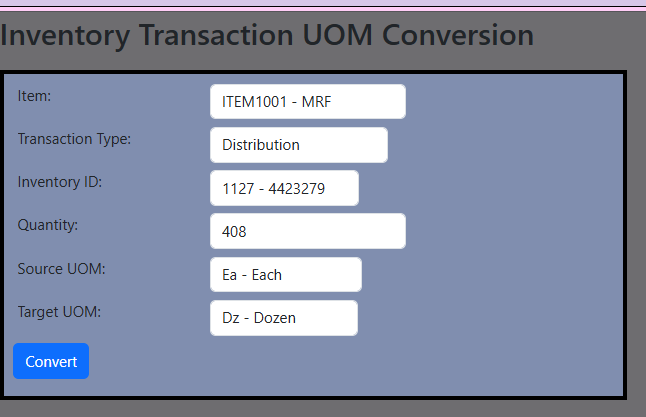 Inventory Transaction UOM Conversion
Item: ITEM1001 - MRF
Transaction Type: Distribution
Inventory ID: 1127 - 4423279
Quantity: 408
Source UOM: Ea - Each
Target UOM: Dz - Dozen
Convert